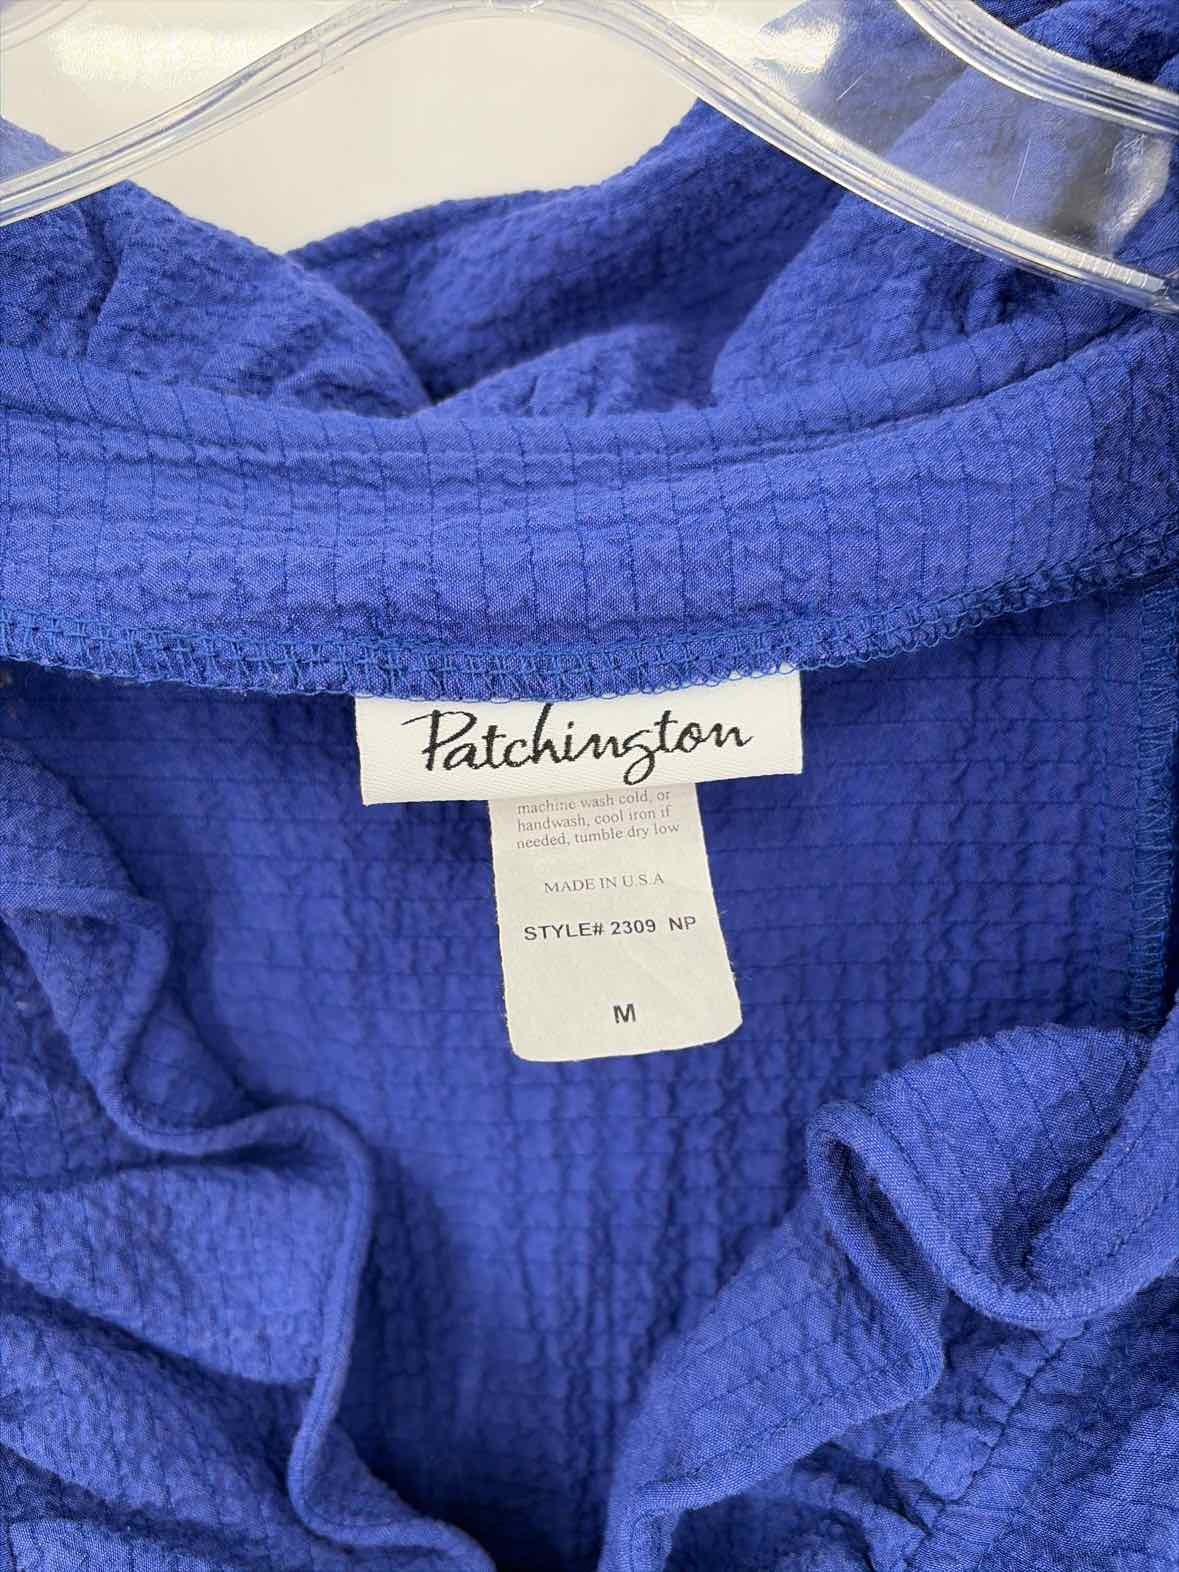 Patchington
machine wash cold, or
handwash, cool iron if
needed, tumble dry low
MADE IN U.S.A
STYLE# 2309 NP
M